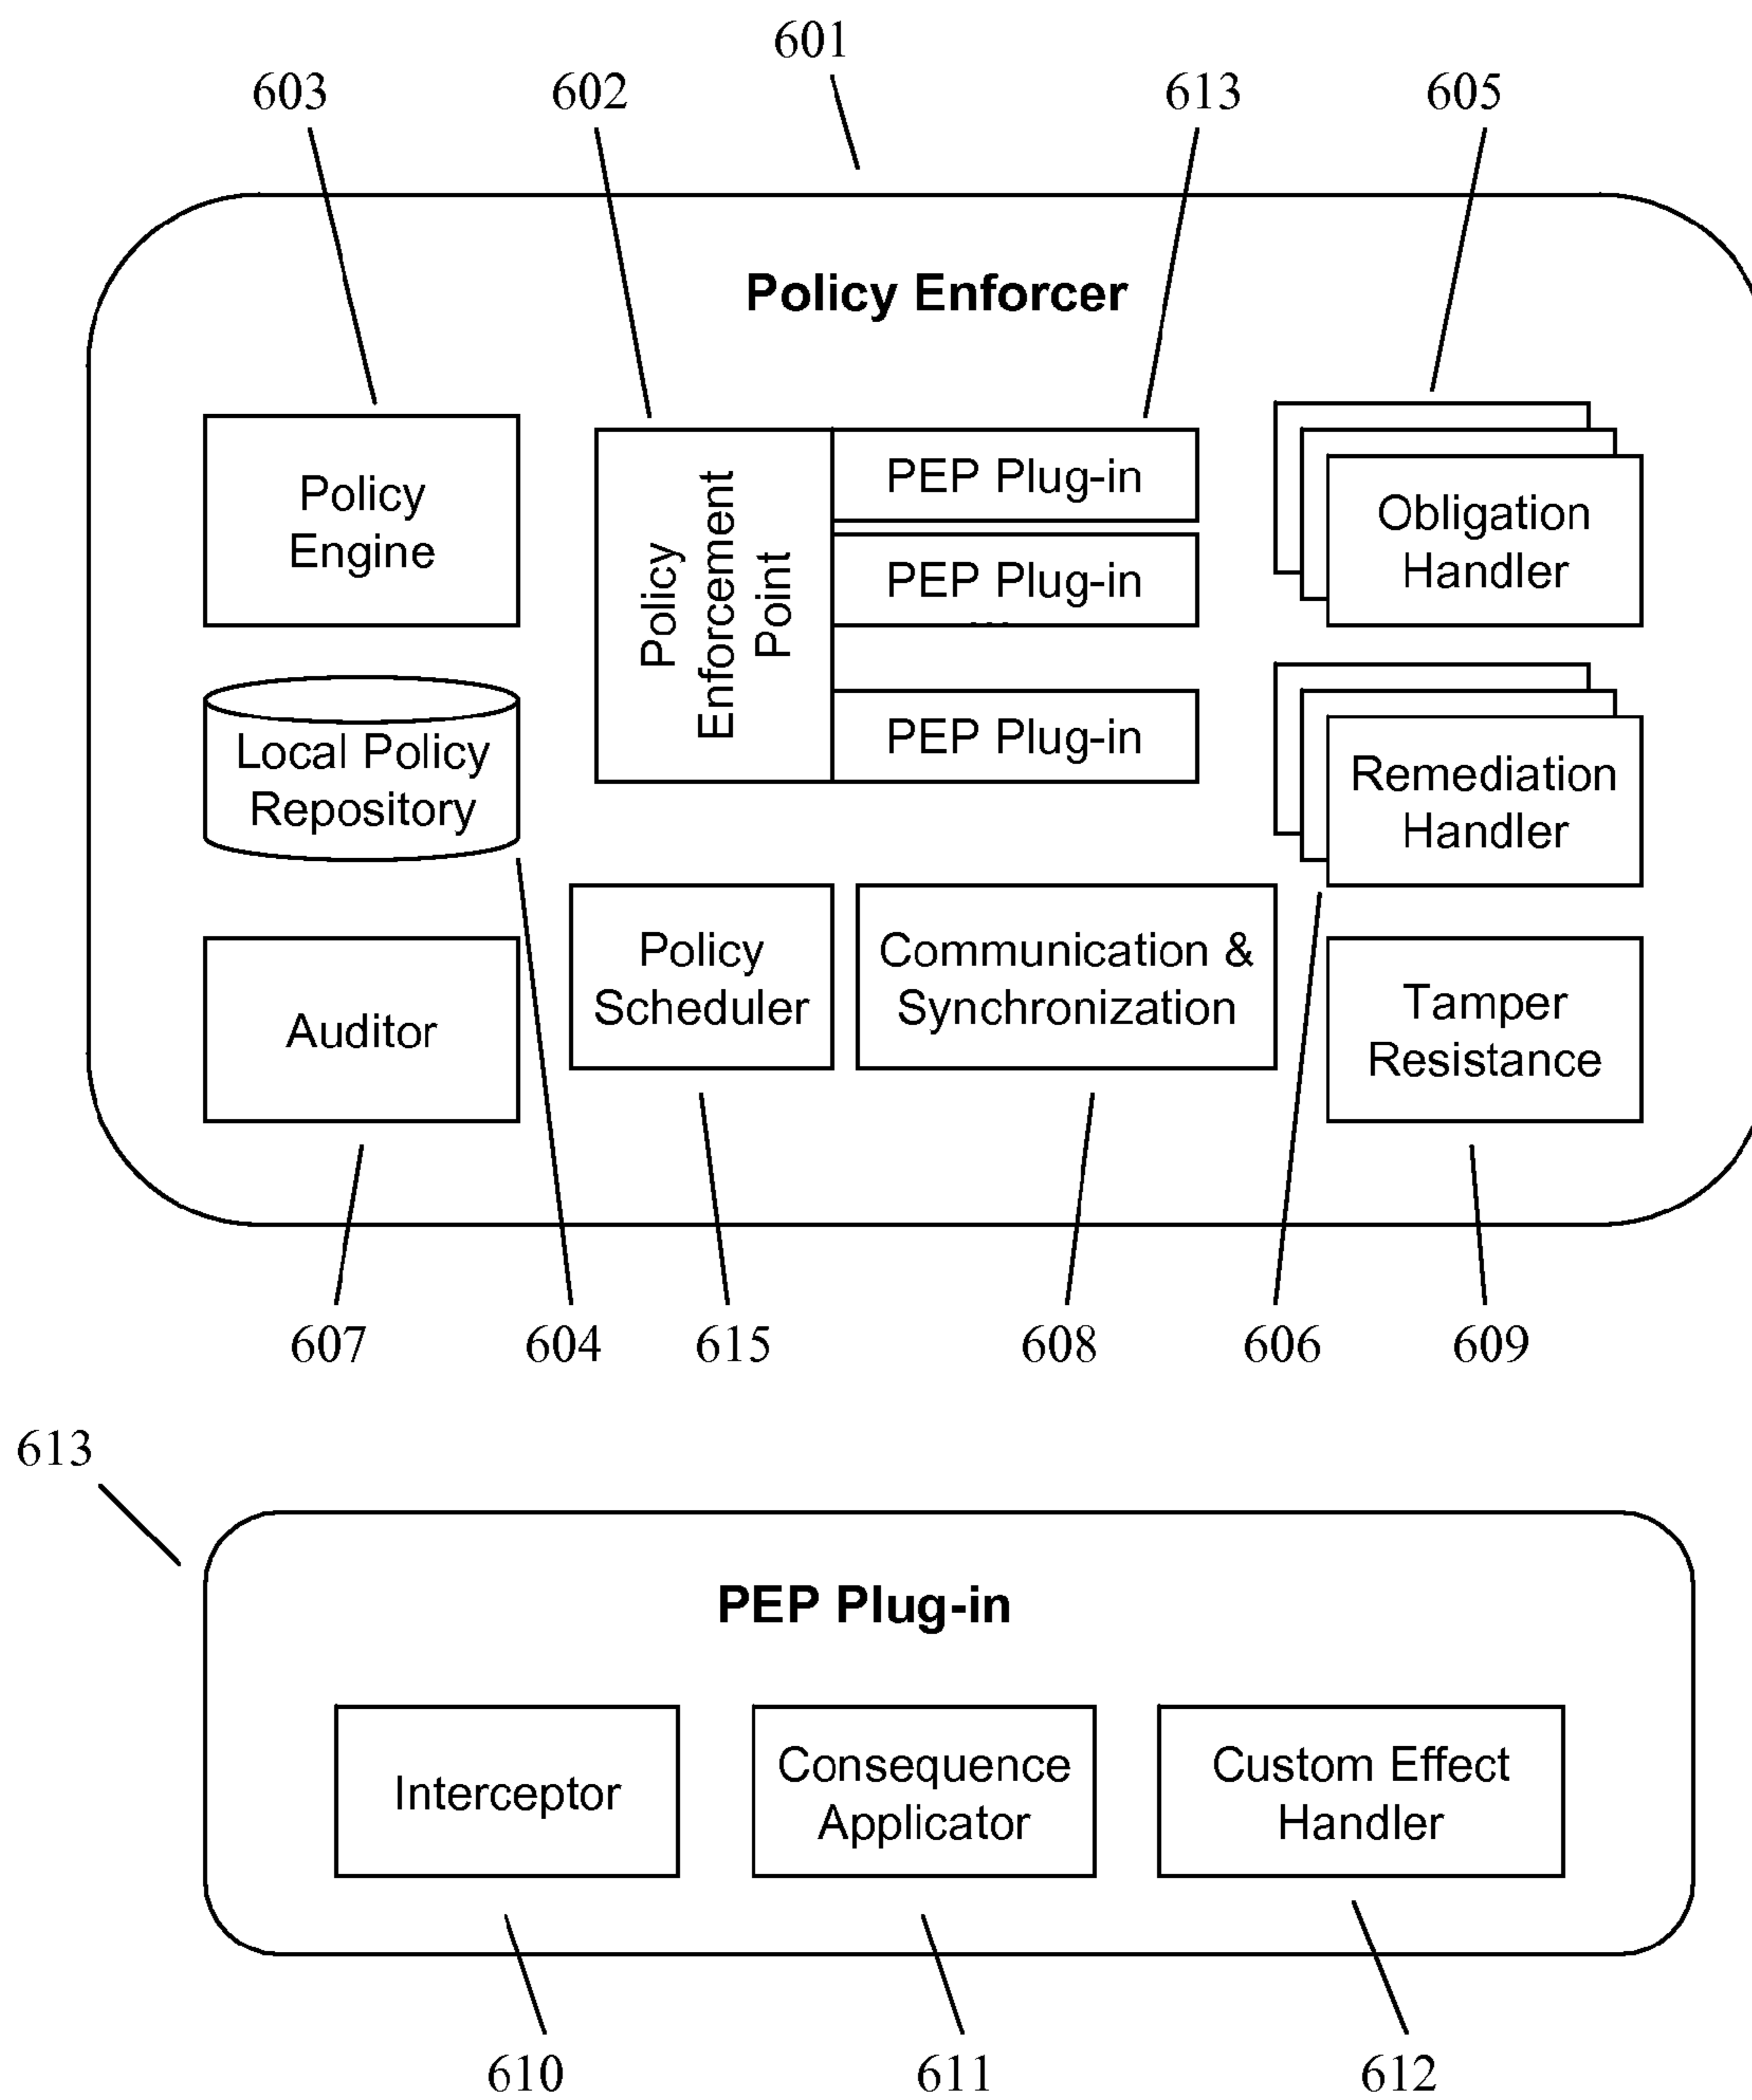 601
603
602
613
605
Policy Enforcer
Policy
Engine
Policy
Enforcement
Point
PEP Plug-in
PEP Plug-in
...
PEP Plug-in
Obligation
Handler
Local Policy
Repository
Remediation
Handler
Auditor
Policy
Scheduler
Communication &
Synchronization
Tamper
Resistance
607
604
615
608
606
609
613
PEP Plug-in
Interceptor
Consequence
Applicator
Custom Effect
Handler
610
611
612